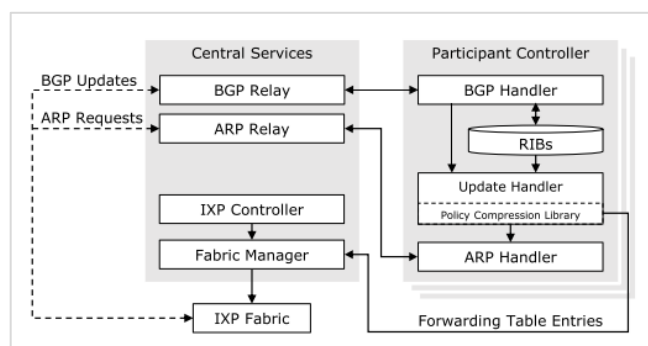 Central Services
Participant Controller
BGP Updates
BGP Relay
BGP Handler
ARP Requests
ARP Relay
RIBs
Update Handler
IXP Controller
Policy Compression Library
Fabric Manager
ARP Handler
IXP Fabric
Forwarding Table Entries